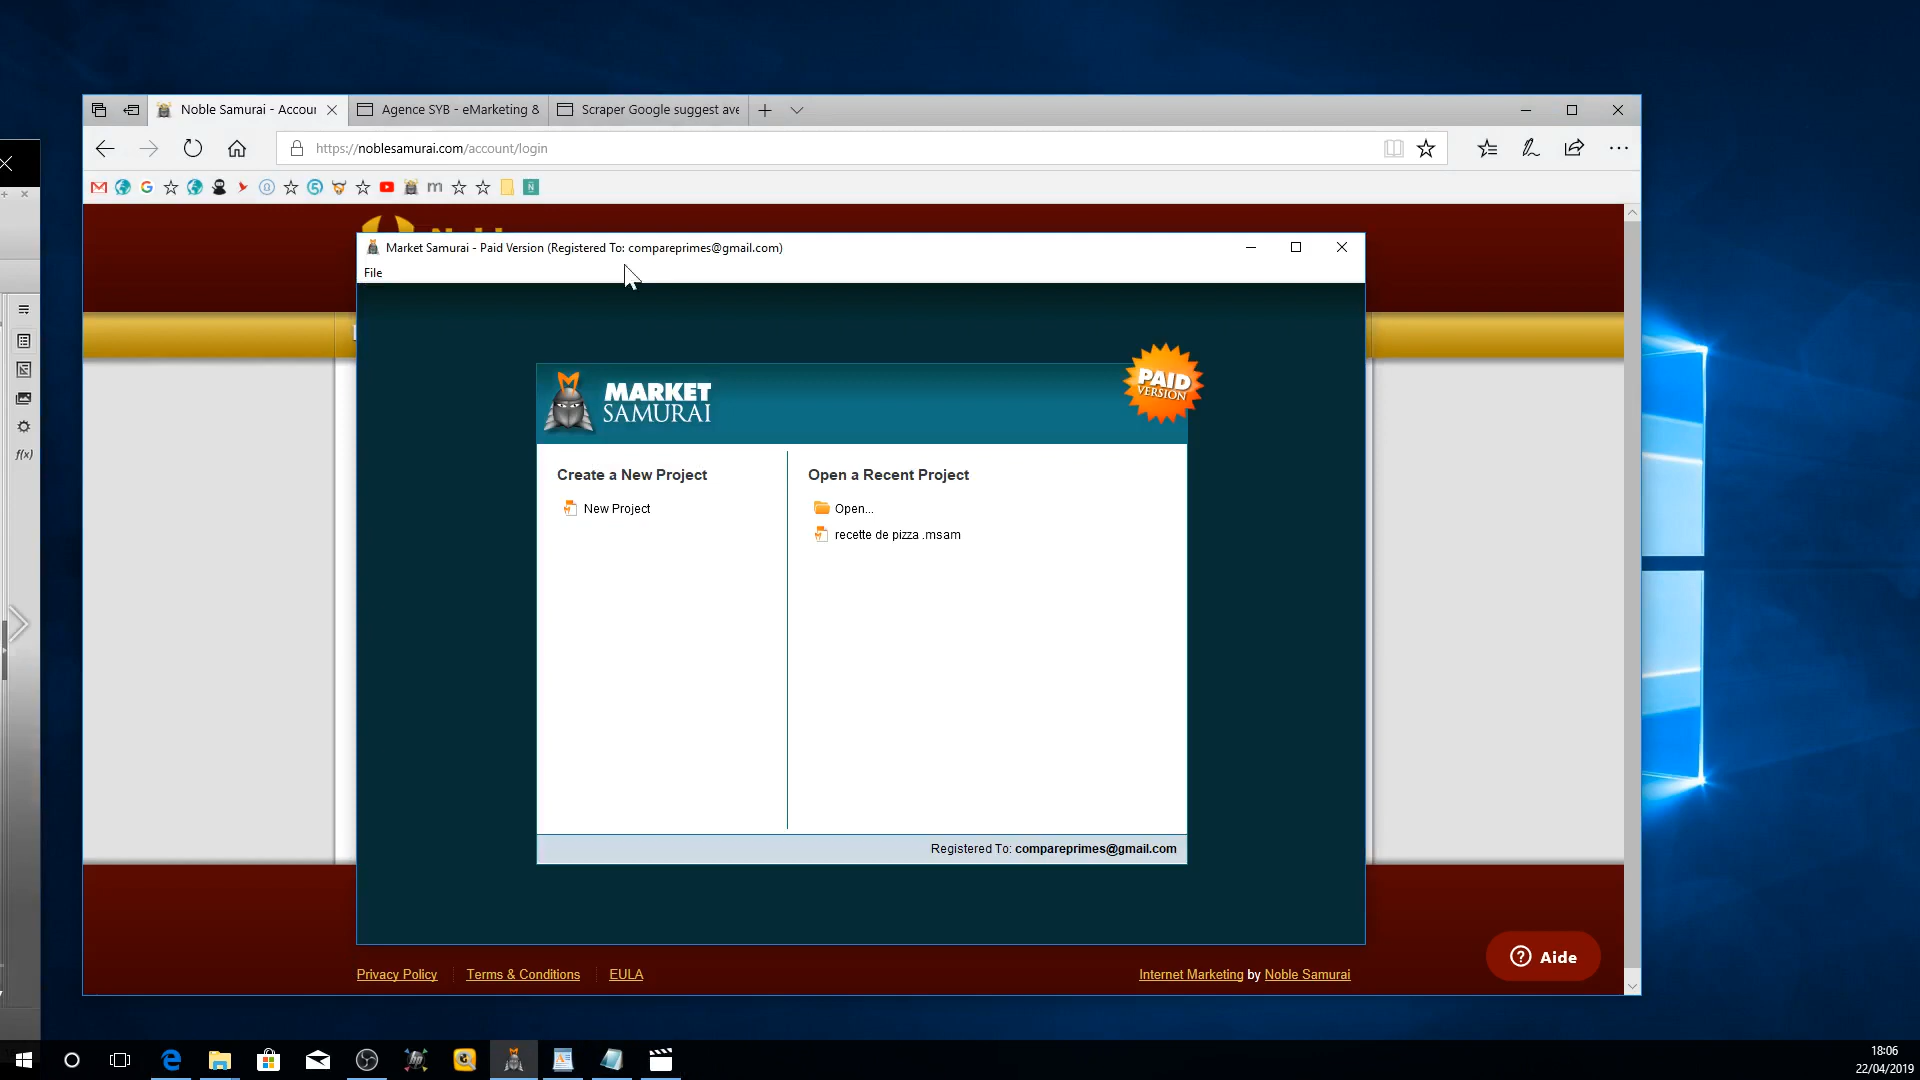 Noble Samurai - Accour
Agence SYB - eMarketing &
Scraper Google suggest ave
https://noblesamurai.com/account/login
Market Samurai - Paid Version (Registered To: compareprimes@gmail.com)
File
MARKET
SAMURAI
PAID
VERSION
Create a New Project
Open a Recent Project
New Project
Open...
recette de pizza .msam
Registered To: compareprimes@gmail.com
Privacy Policy
Terms & Conditions
EULA
Internet Marketing by Noble Samurai
Aide
f(x)
18:06
22/04/2019